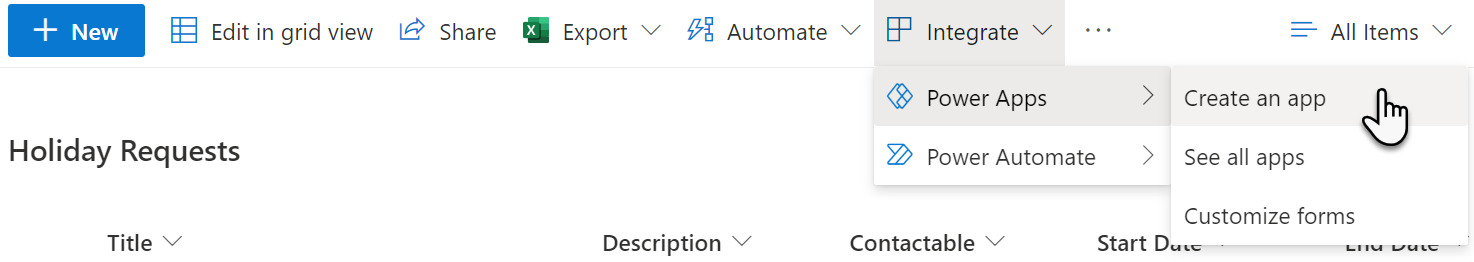 New Edit in grid view Share Export Automate Integrate ... All Items
Power Apps Create an app
Holiday Requests
Power Automate See all apps
Customize forms
Title Description Contactable Start Date End Date